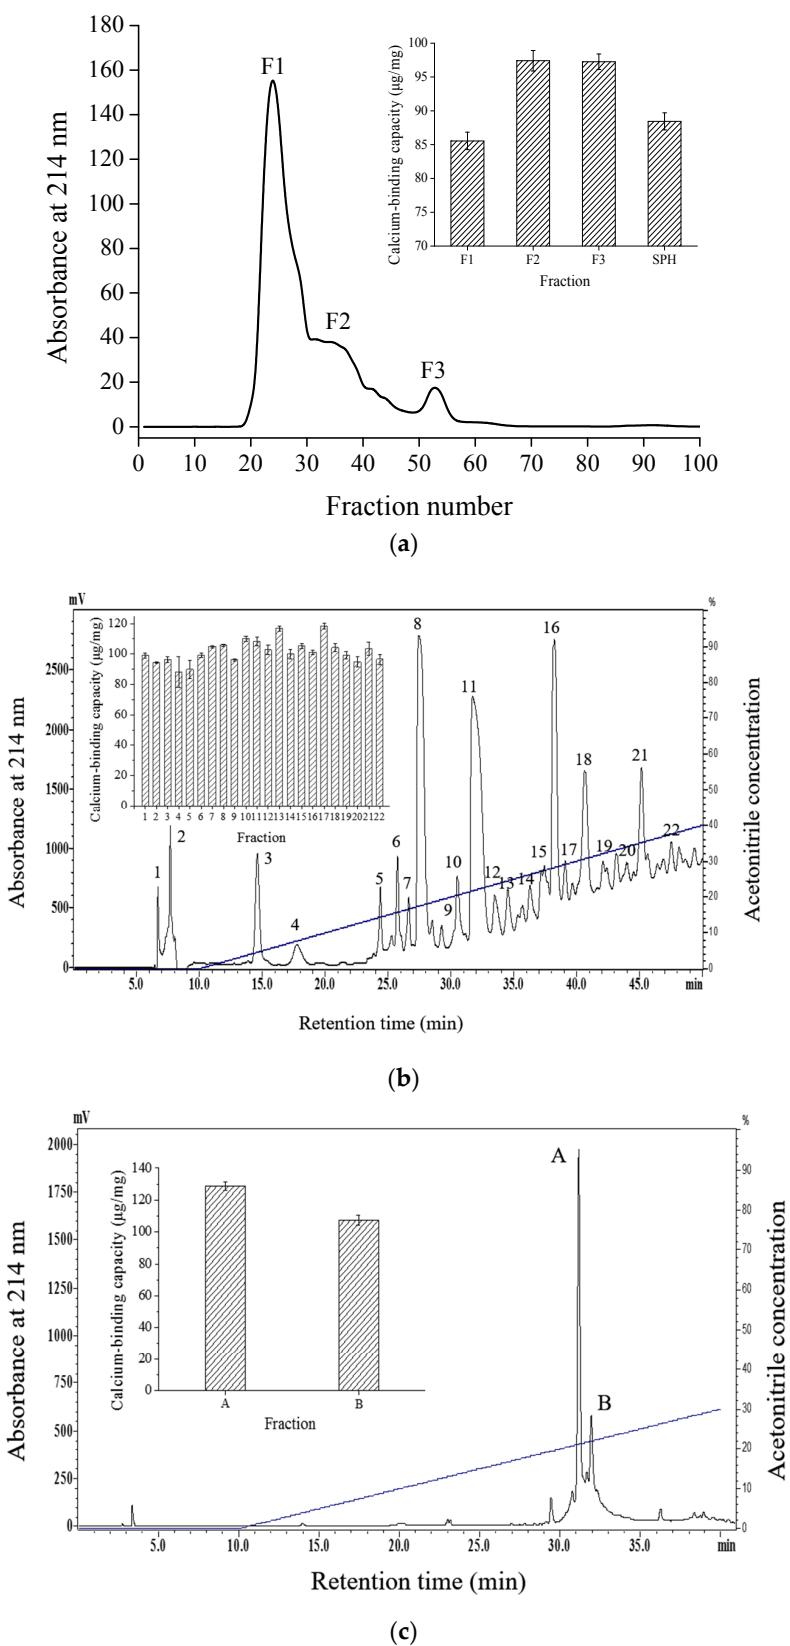 180
160
140
120
100
80
60
40
20
0
Absorbance at 214 nm
F1
F2
F3
0 10 20 30 40 50 60 70 80 90 100
Fraction number
100
95
90
85
80
75
70
Calcium-binding capacity (μg/mg)
F1 F2 F3 SPH
Fraction
(a)
mV
2500
2000
1500
1000
500
0
Absorbance at 214 nm
%
90
80
70
60
50
40
30
20
10
0
Acetonitrile concentration
120
100
80
60
40
20
0
Calcium-binding capacity (μg/mg)
1 2 3 4 5 6 7 8 9 10 11 12 13 14 15 16 17 18 19 20 21 22
Fraction
1 2 3 4 5 6 7 8 9 10 11 12 13 14 15 16 17 18 19 20 21 22
5.0 10.0 15.0 20.0 25.0 30.0 35.0 40.0 45.0 min
Retention time (min)
(b)
mV
2000
1750
1500
1250
1000
750
500
250
0
Absorbance at 214 nm
%
90
80
70
60
50
40
30
20
10
0
Acetonitrile concentration
140
120
100
80
60
40
20
0
Calcium-binding capacity (μg/mg)
A B
Fraction
A
B
5.0 10.0 15.0 20.0 25.0 30.0 35.0 min
Retention time (min)
(c)